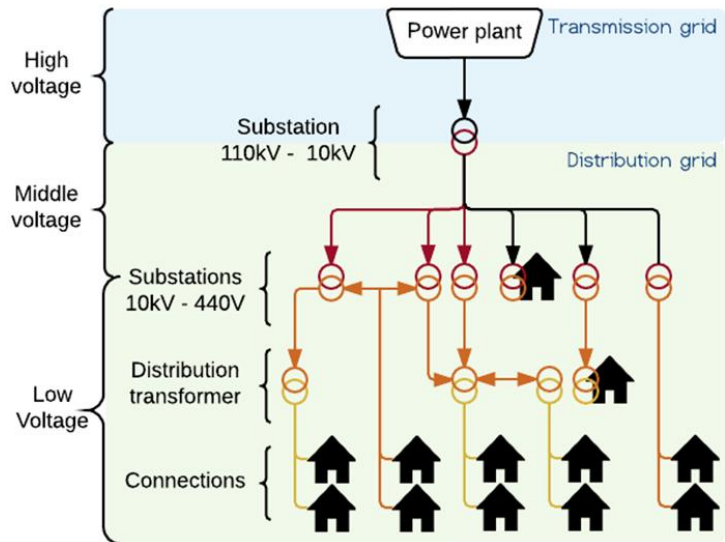 Power plant
Transmission grid
High
voltage
Substation
110kV - 10kV
Distribution grid
Middle
voltage
Substations
10kV - 440V
Distribution
transformer
Low
Voltage
Connections